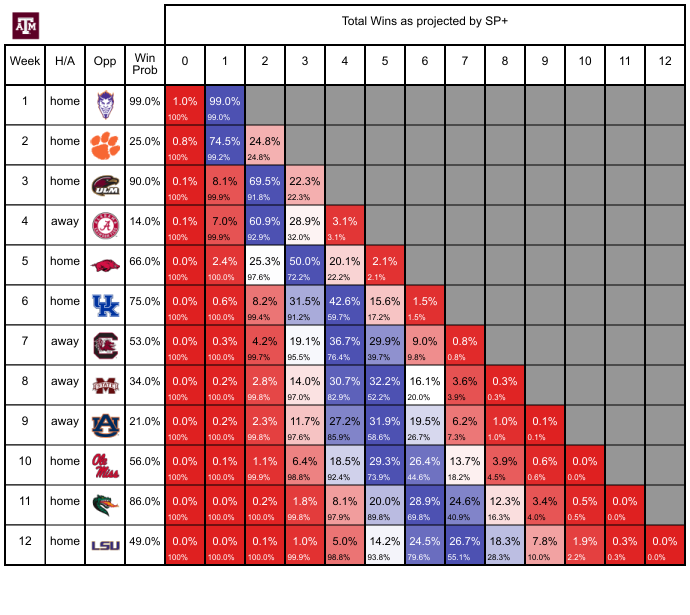 ATM
Total Wins as projected by SP+
Week H/A Opp Win Prob 0 1 2 3 4 5 6 7 8 9 10 11 12
1 home 99.0% 1.0% 99.0%
100% 99.0%
2 home 25.0% 0.8% 74.5% 24.8%
100% 99.2% 24.8%
3 home ULM 90.0% 0.1% 8.1% 69.5% 22.3%
100% 99.9% 91.8% 22.3%
4 away A 14.0% 0.1% 7.0% 60.9% 28.9% 3.1%
100% 99.9% 92.9% 32.0% 3.1%
5 home 66.0% 0.0% 2.4% 25.3% 50.0% 20.1% 2.1%
100% 100.0% 97.6% 72.2% 22.2% 2.1%
6 home UK 75.0% 0.0% 0.6% 8.2% 31.5% 42.6% 15.6% 1.5%
100% 100.0% 99.4% 91.2% 59.7% 17.2% 1.5%
7 away C 53.0% 0.0% 0.3% 4.2% 19.1% 36.7% 29.9% 9.0% 0.8%
100% 100.0% 99.7% 95.5% 76.4% 39.7% 9.8% 0.8%
8 away M STATE 34.0% 0.0% 0.2% 2.8% 14.0% 30.7% 32.2% 16.1% 3.6% 0.3%
100% 100.0% 99.8% 97.0% 82.9% 52.2% 20.0% 3.9% 0.3%
9 away AU 21.0% 0.0% 0.2% 2.3% 11.7% 27.2% 31.9% 19.5% 6.2% 1.0% 0.1%
100% 100.0% 99.8% 97.6% 85.9% 58.6% 26.7% 7.3% 1.0% 0.1%
10 home Ole Miss 56.0% 0.0% 0.1% 1.1% 6.4% 18.5% 29.3% 26.4% 13.7% 3.9% 0.6% 0.0%
100% 100.0% 99.9% 98.8% 92.4% 73.9% 44.6% 18.2% 4.5% 0.6% 0.0%
11 home 86.0% 0.0% 0.0% 0.2% 1.8% 8.1% 20.0% 28.9% 24.6% 12.3% 3.4% 0.5% 0.0%
100% 100.0% 100.0% 99.8% 97.9% 89.8% 69.8% 40.9% 16.3% 4.0% 0.5% 0.0%
12 home LSU 49.0% 0.0% 0.0% 0.1% 1.0% 5.0% 14.2% 24.5% 26.7% 18.3% 7.8% 1.9% 0.3% 0.0%
100% 100.0% 100.0% 99.9% 98.8% 93.8% 79.6% 55.1% 28.3% 10.0% 2.2% 0.3% 0.0%